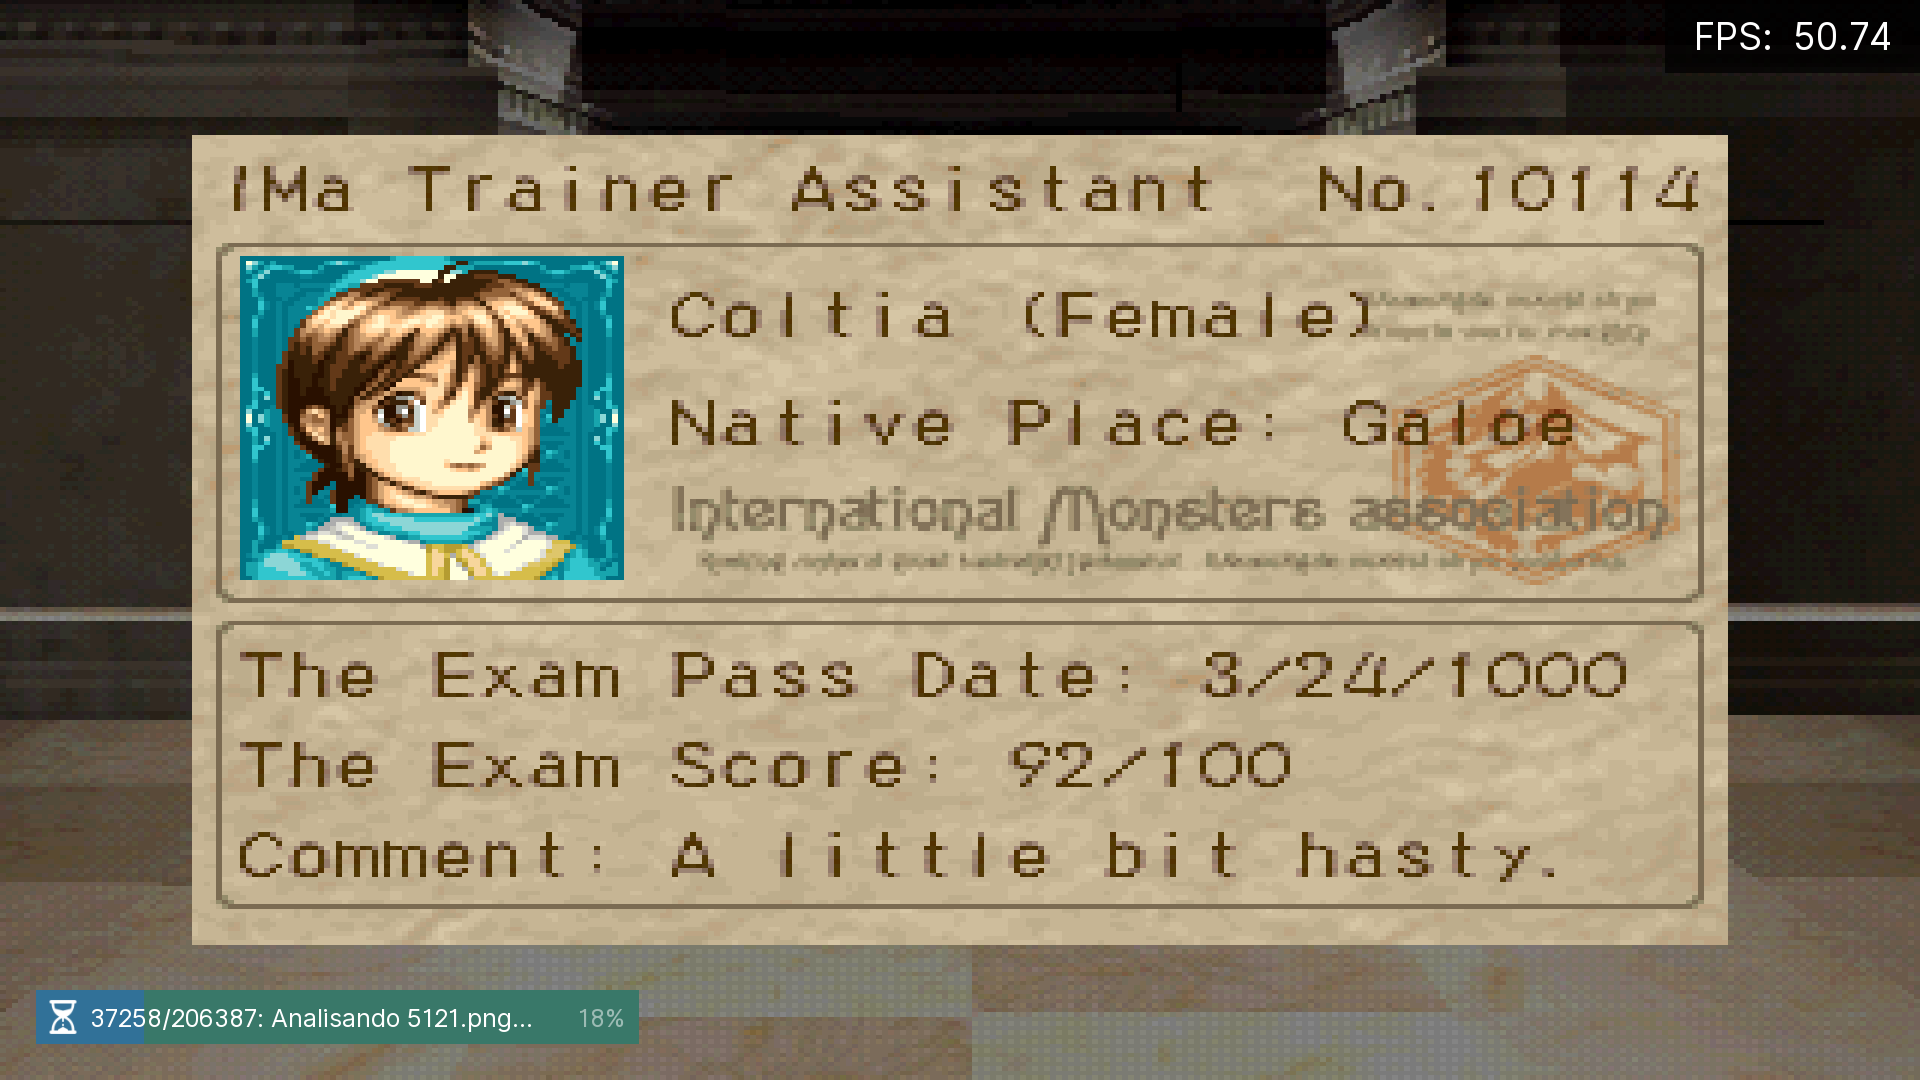 FPS: 50.74
IMa Trainer Assistant No.10114
Coltia (Female)
Native Place: Galoe
International Monsters association
The Exam Pass Date: 3/24/1000
The Exam Score: 92/100
Comment: A little bit hasty.
37258/206387: Analisando 5121.png... 18%